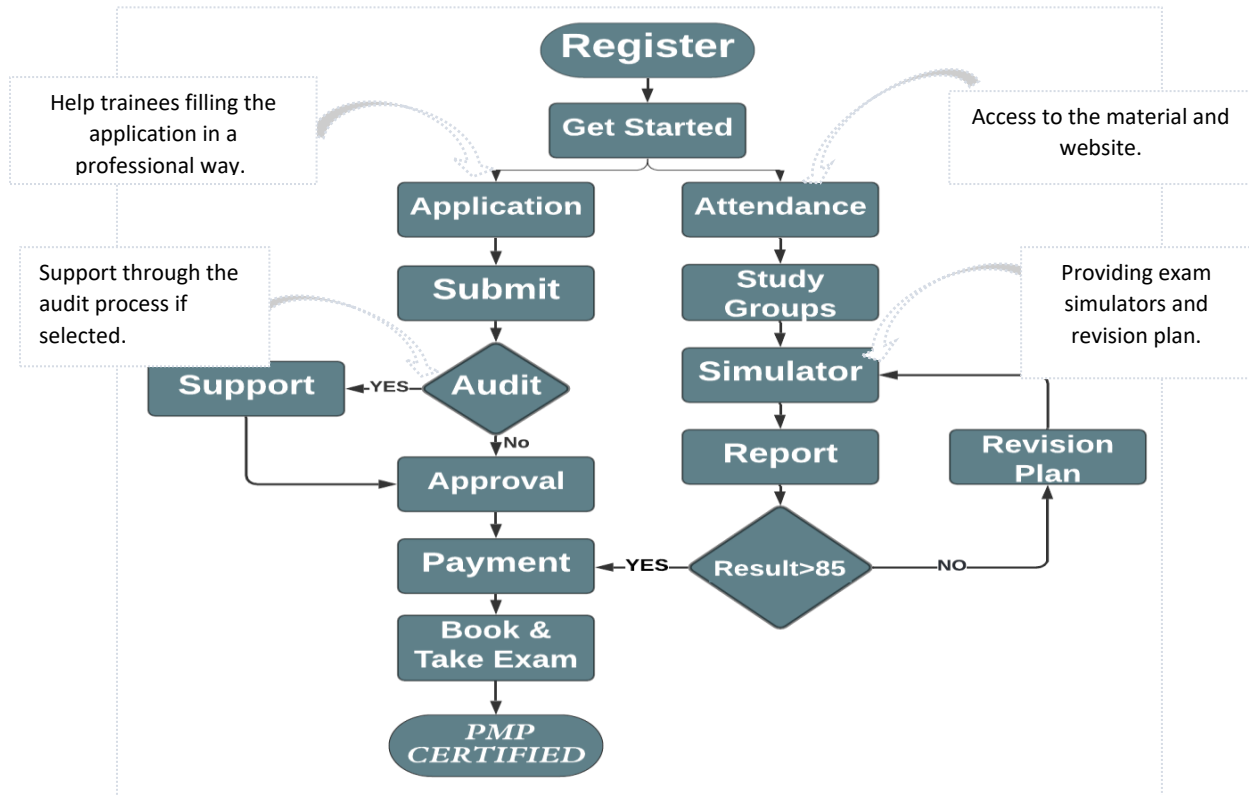 Register
Help trainees filling the
application in a
professional way.
Get Started
Access to the material and
website.
Application
Attendance
Support through the
audit process if
selected.
Submit
Study
Groups
Providing exam
simulators and
revision plan.
Support
YES
Audit
Simulator
No
Approval
Report
Revision
Plan
Payment
YES
Result>85
NO
Book &
Take Exam
PMP
CERTIFIED